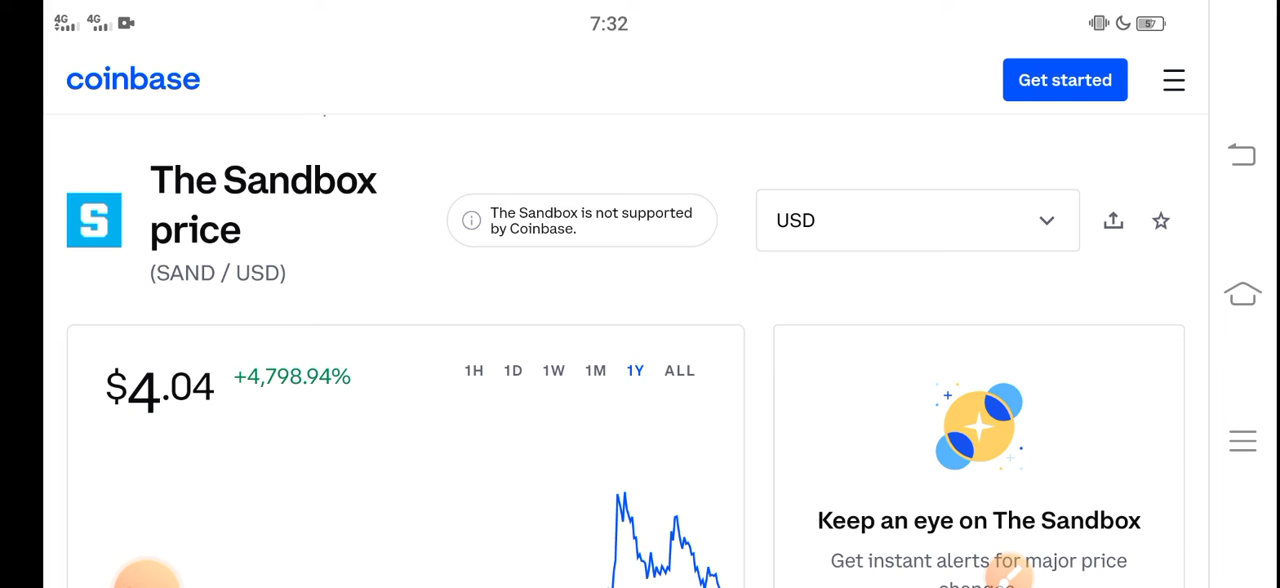 4G 4G 7:32 57
coinbase Get started
The Sandbox
price
(SAND / USD)
The Sandbox is not supported
by Coinbase.
USD
$4.04 +4,798.94%
1H 1D 1W 1M 1Y ALL
Keep an eye on The Sandbox
Get instant alerts for major price